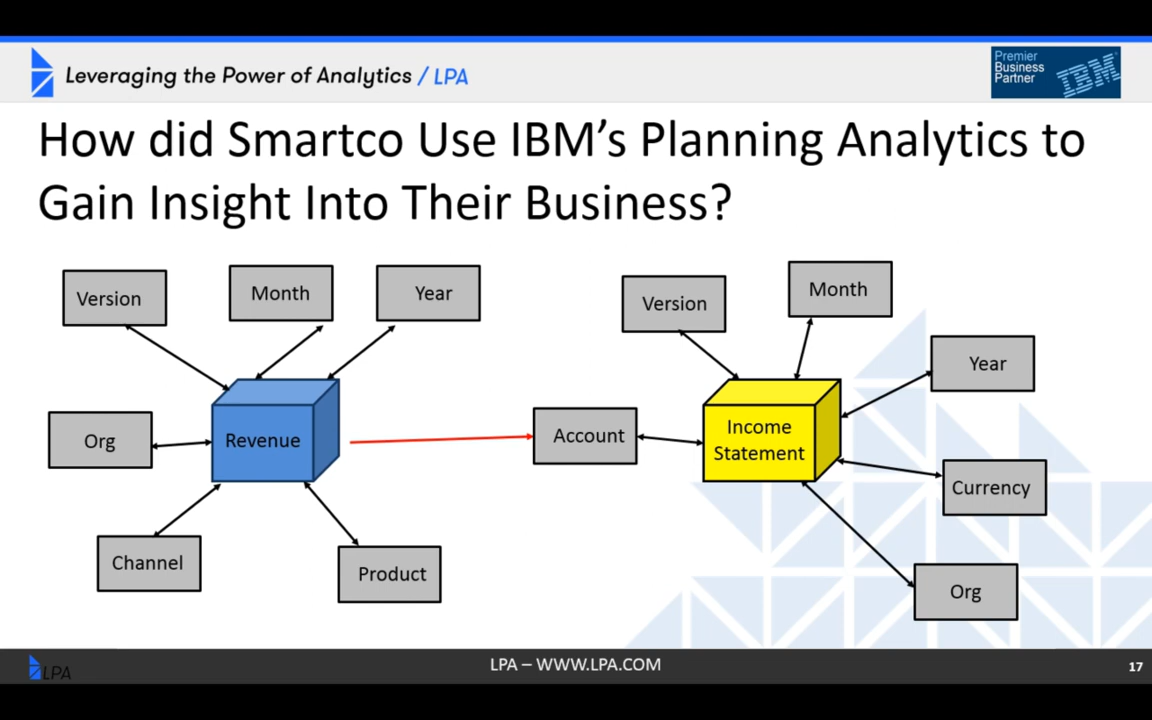 Leveraging the Power of Analytics / LPA
Premier
Business
Partner
IBM
How did Smartco Use IBM's Planning Analytics to
Gain Insight Into Their Business?
Version
Month
Year
Org
Revenue
Channel
Product
Version
Month
Year
Account
Income
Statement
Currency
Org
LPA
LPA – WWW.LPA.COM
17